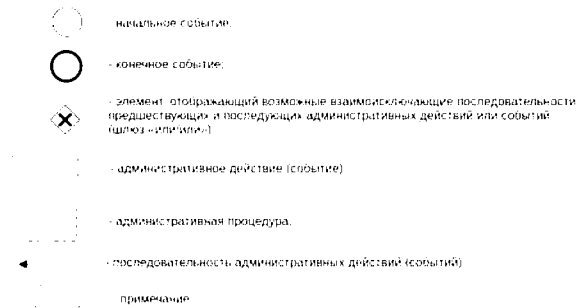 - начальное событие;
- конечное событие;
- элемент, отображающий возможные взаимоисключающие последовательности
предшествующих и последующих административных действий или событий
(шлюз «или/или»)
- административное действие (событие)
- административная процедура;
- последовательность административных действий (событий)
примечание